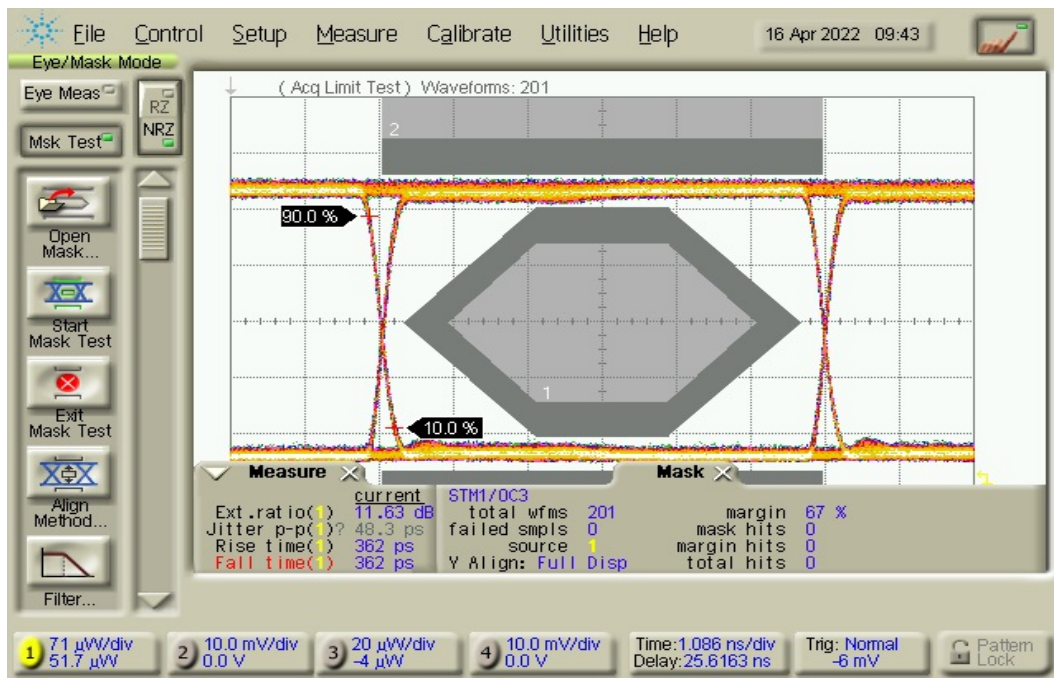 File Control Setup Measure Calibrate Utilities Help 16 Apr 2022 09:43
Eye/Mask Mode
Eye Meas
RZ
NRZ
Msk Test
Open
Mask...
Start
Mask Test
Exit
Mask Test
Align
Method...
Filter...
( Acq Limit Test ) Waveforms: 201
2
90.0 %
1
10.0 %
Measure
current
Ext.ratio(1) 11.63 dB
Jitter p-p(1)? 48.3 ps
Rise time(1) 362 ps
Fall time(1) 362 ps
Mask
STM1/OC3
total wfms 201 margin 67 %
failed smpls 0 mask hits 0
source 1 margin hits 0
Y Align: Full Disp total hits 0
1 71 µW/div
51.7 µW
2 10.0 mV/div
0.0 V
3 20 µW/div
-4 µW
4 10.0 mV/div
0.0 V
Time:1.086 ns/div
Delay:25.6163 ns
Trig: Normal
-6 mV
Pattern
Lock